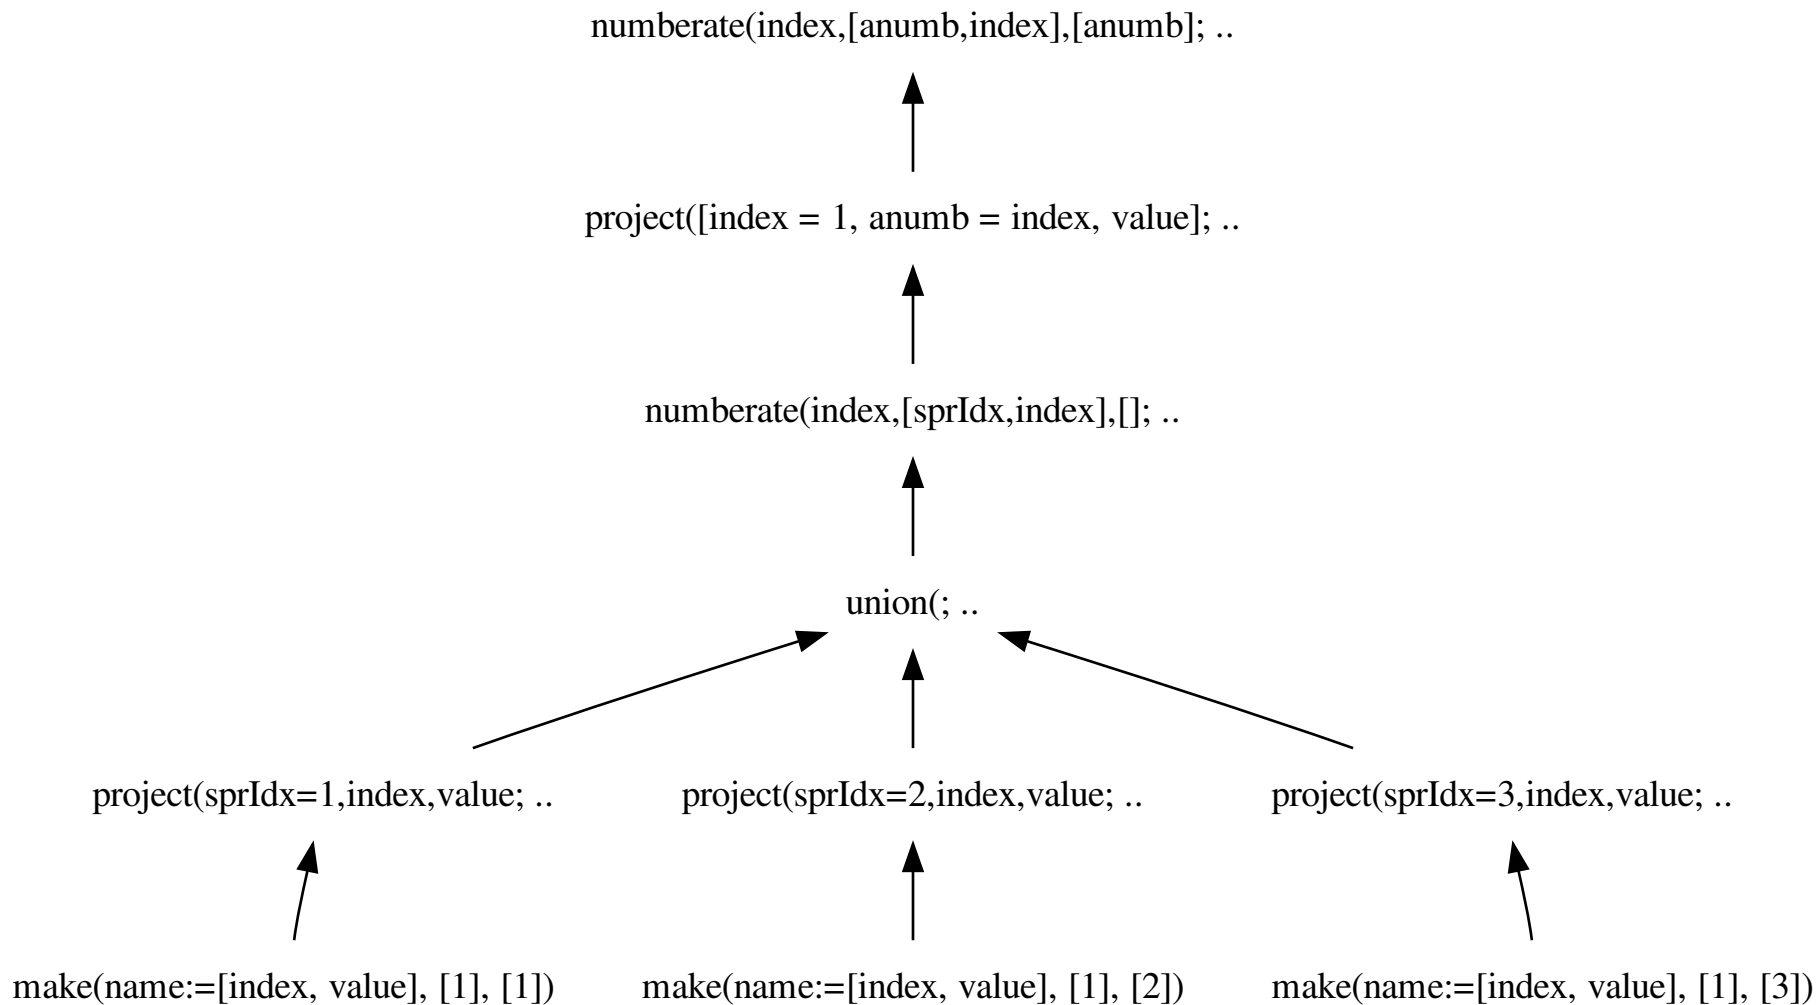 numberate(index,[anumb,index],[anumb]; ..
project([index = 1, anumb = index, value]; ..
numberate(index,[sprIdx,index],[]; ..
union(; ..
project(sprIdx=1,index,value; ..
project(sprIdx=2,index,value; ..
project(sprIdx=3,index,value; ..
make(name:=[index, value], [1], [1])
make(name:=[index, value], [1], [2])
make(name:=[index, value], [1], [3])